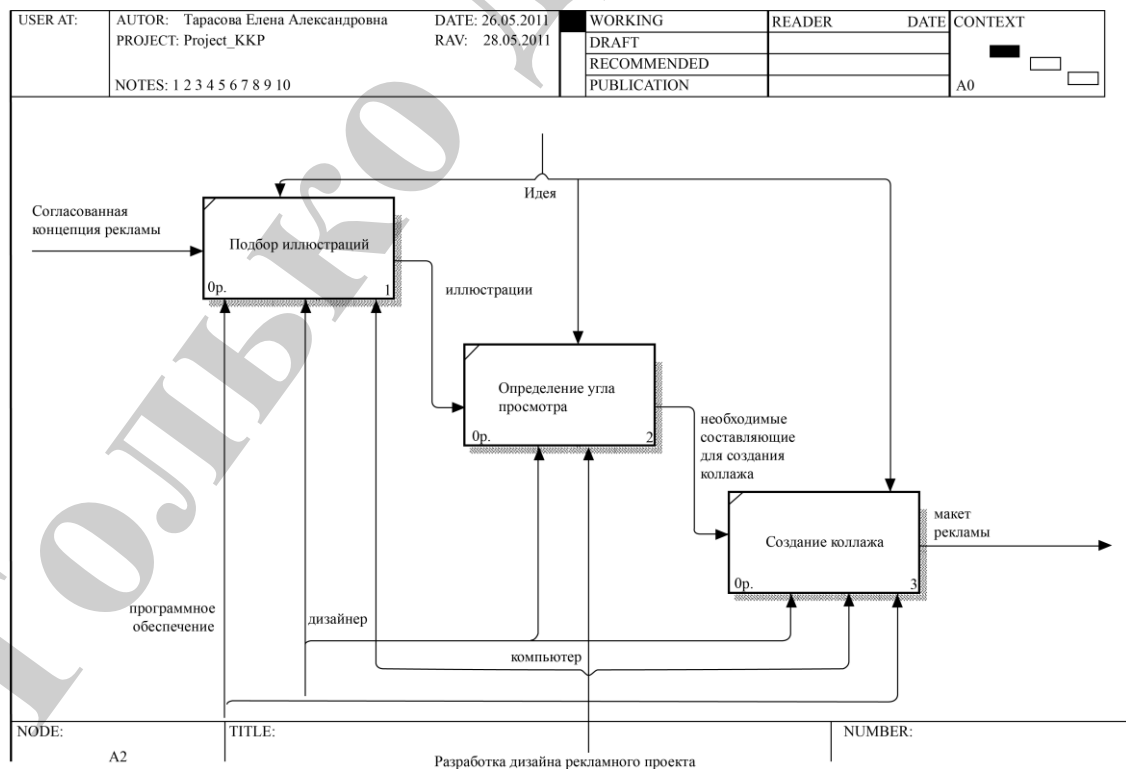 USER AT:
AUTOR: Тарасова Елена Александровна
DATE: 26.05.2011
PROJECT: Project_KKP
RAV: 28.05.2011
NOTES: 1 2 3 4 5 6 7 8 9 10
WORKING
DRAFT
RECOMMENDED
PUBLICATION
READER DATE
CONTEXT
A0
Идея
Согласованная
концепция рекламы
Подбор иллюстраций
0р. 1
иллюстрации
Определение угла
просмотра
0р. 2
необходимые
составляющие
для создания
коллажа
Создание коллажа
0р. 3
макет
рекламы
программное
обеспечение
дизайнер
компьютер
NODE:
A2
TITLE:
Разработка дизайна рекламного проекта
NUMBER:
ТОЛЬКО